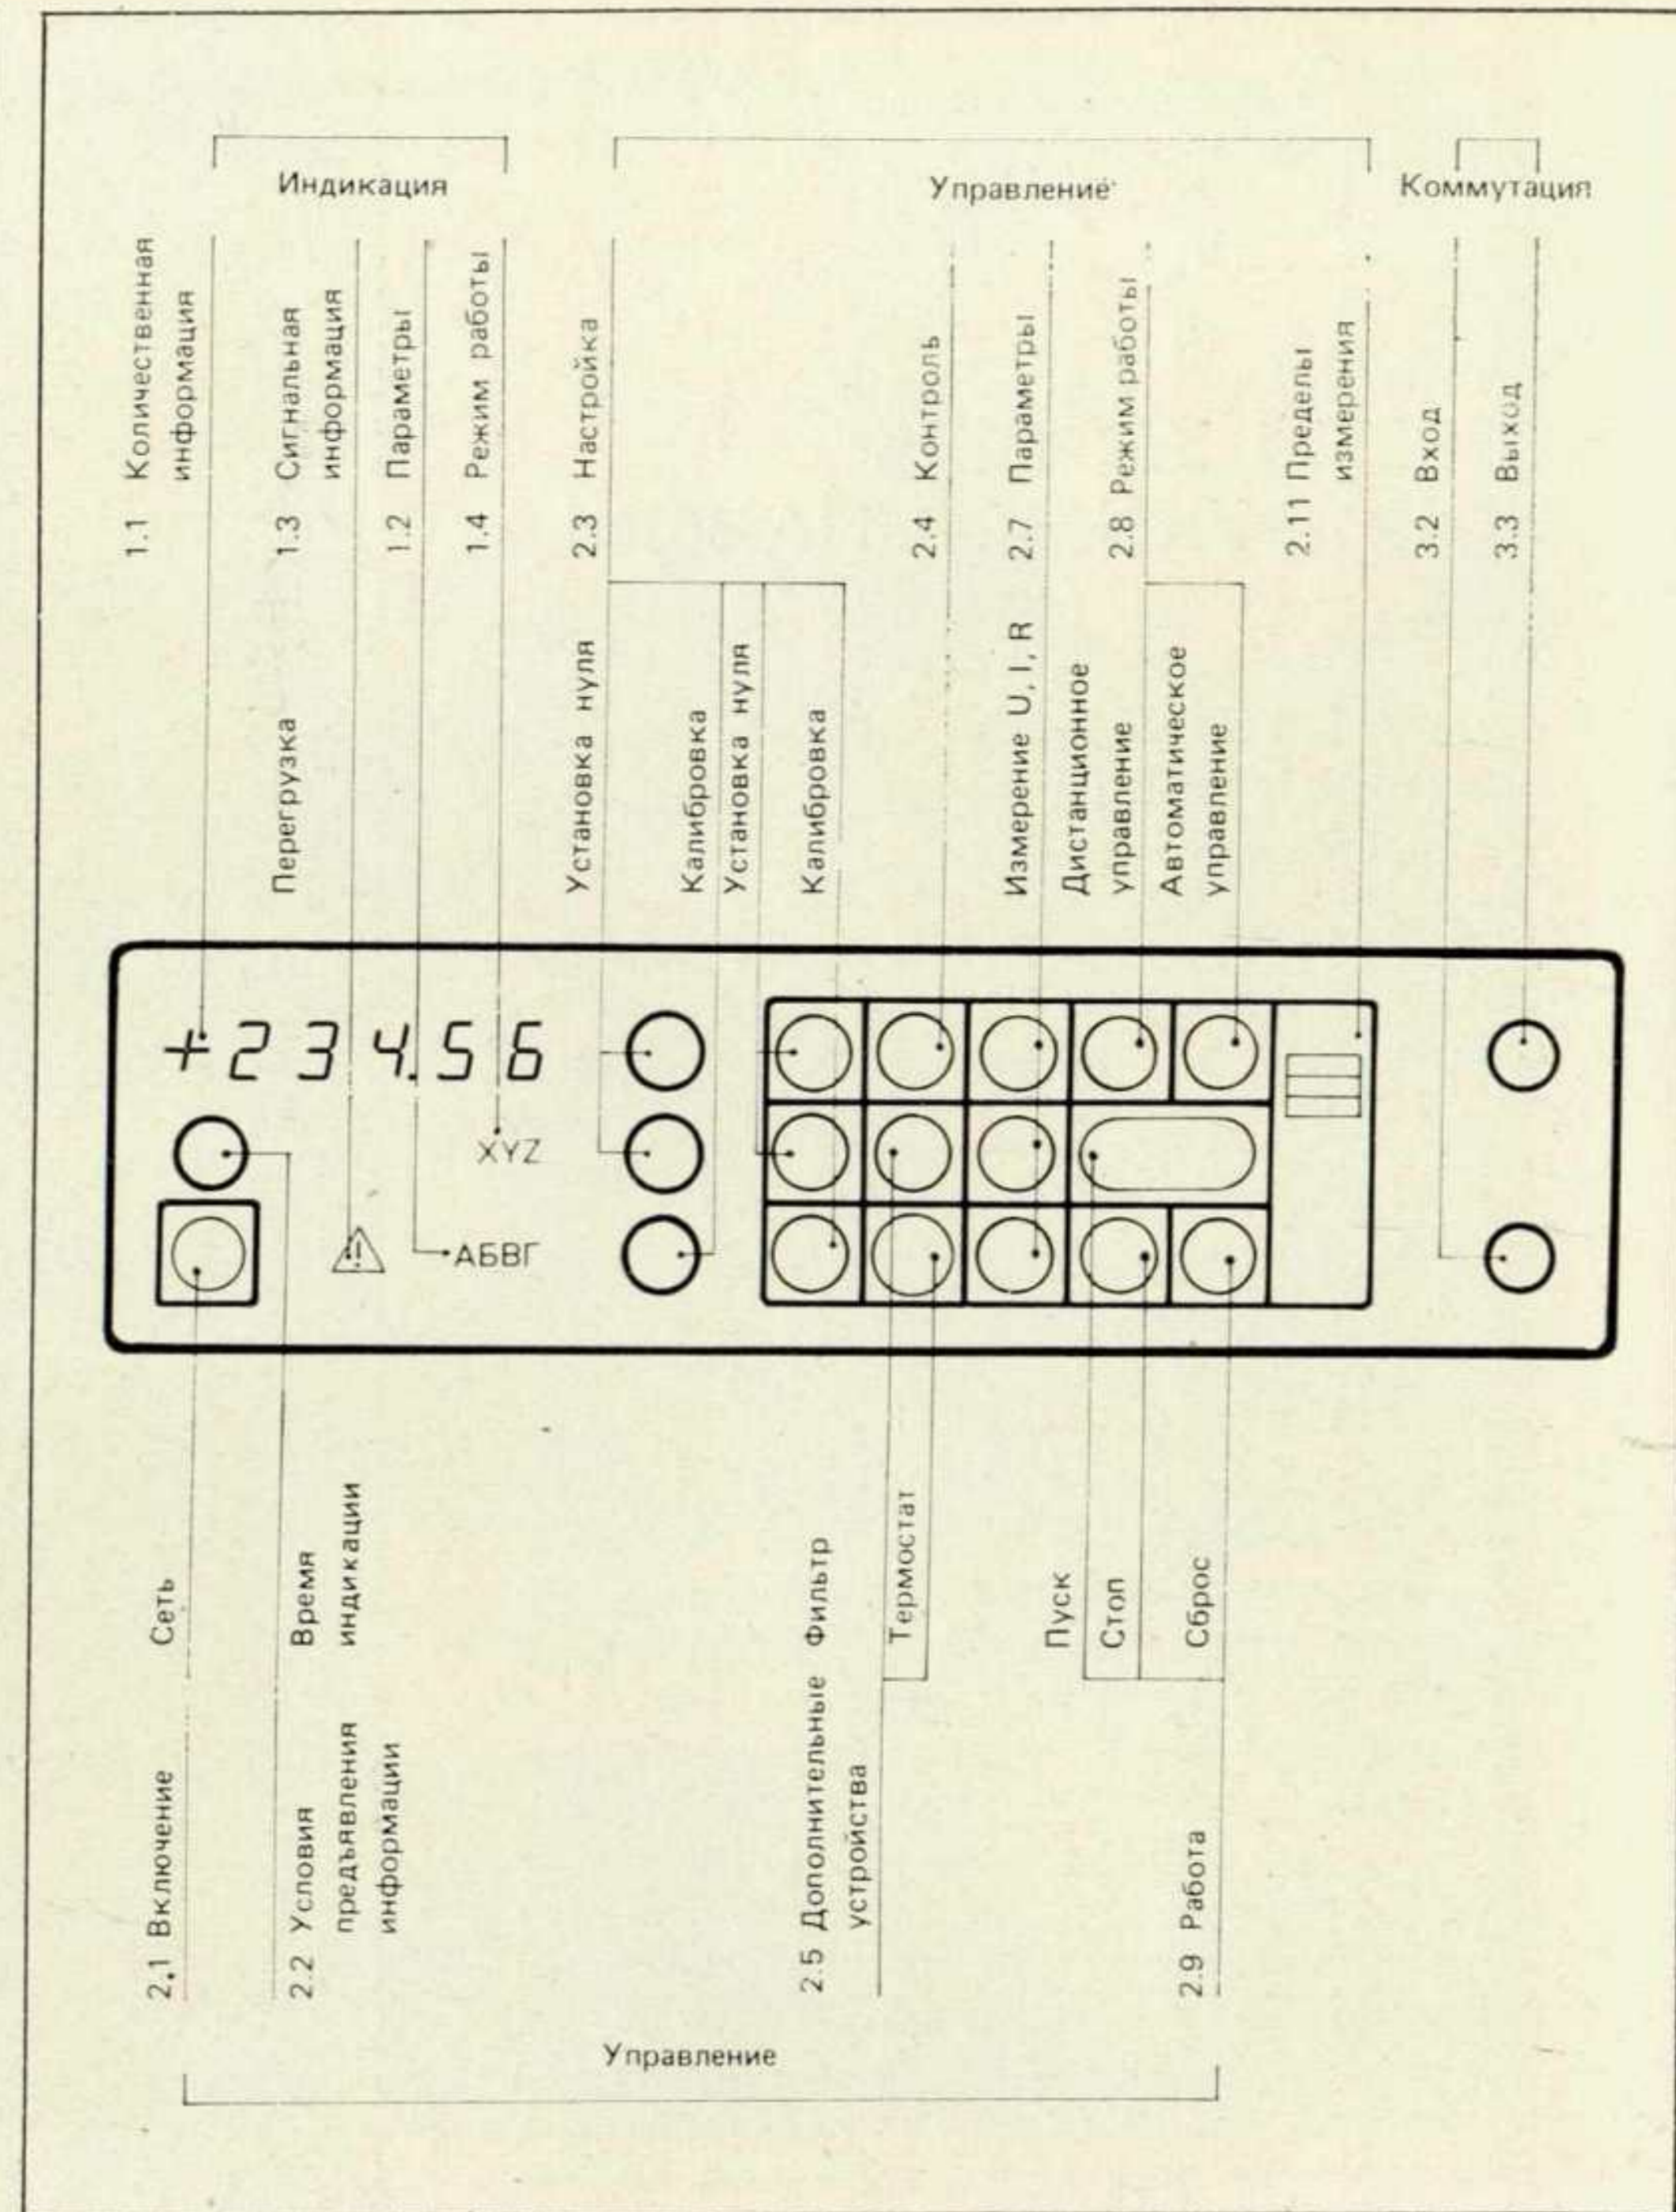 Индикация
Управление
Коммутация
1.1 Количественная
информация
1.3 Сигнальная
информация
1.2 Параметры
1.4 Режим работы
2.3 Настройка
2.4 Контроль
2.7 Параметры
2.8 Режим работы
2.11 Пределы
измерения
3.2 Вход
3.3 Выход
Перегрузка
Установка нуля
Калибровка
Установка нуля
Калибровка
Измерение U, I, R
Дистанционное
управление
Автоматическое
управление
+234.56
XYZ
АБВГ
Сеть
Время
индикации
Фильтр
Термостат
Пуск
Стоп
Сброс
2.1 Включение
2.2 Условия
предъявления
информации
2.5 Дополнительные
устройства
2.9 Работа
Управление